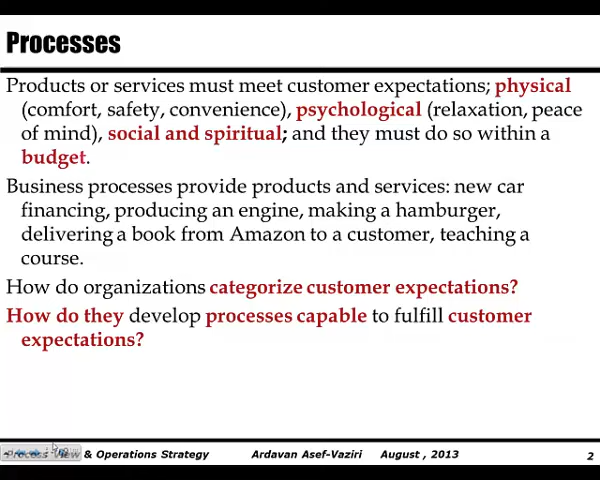 Processes
Products or services must meet customer expectations; physical
(comfort, safety, convenience), psychological (relaxation, peace
of mind), social and spiritual; and they must do so within a
budget.
Business processes provide products and services: new car
financing, producing an engine, making a hamburger,
delivering a book from Amazon to a customer, teaching a
course.
How do organizations categorize customer expectations?
How do they develop processes capable to fulfill customer
expectations?
Process View & Operations Strategy Ardavan Asef-Vaziri August , 2013 2